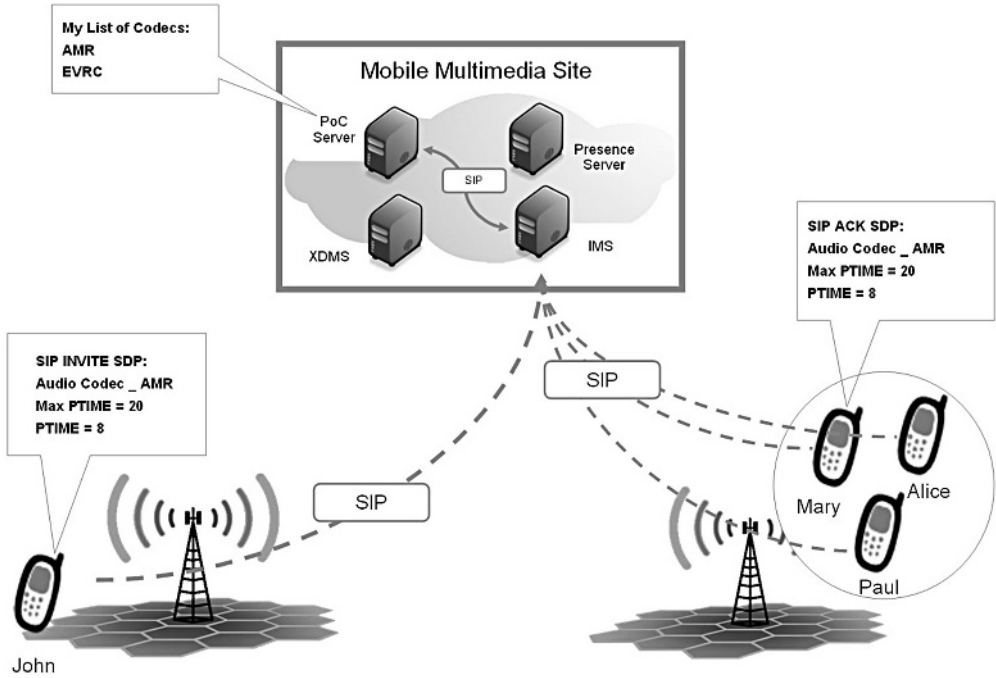 My List of Codecs:
AMR
EVRC
Mobile Multimedia Site
PoC
Server
Presence
Server
SIP
XDMS
IMS
SIP ACK SDP:
Audio Codec _ AMR
Max PTIME = 20
PTIME = 8
SIP INVITE SDP:
Audio Codec _ AMR
Max PTIME = 20
PTIME = 8
SIP
SIP
Mary
Alice
Paul
John